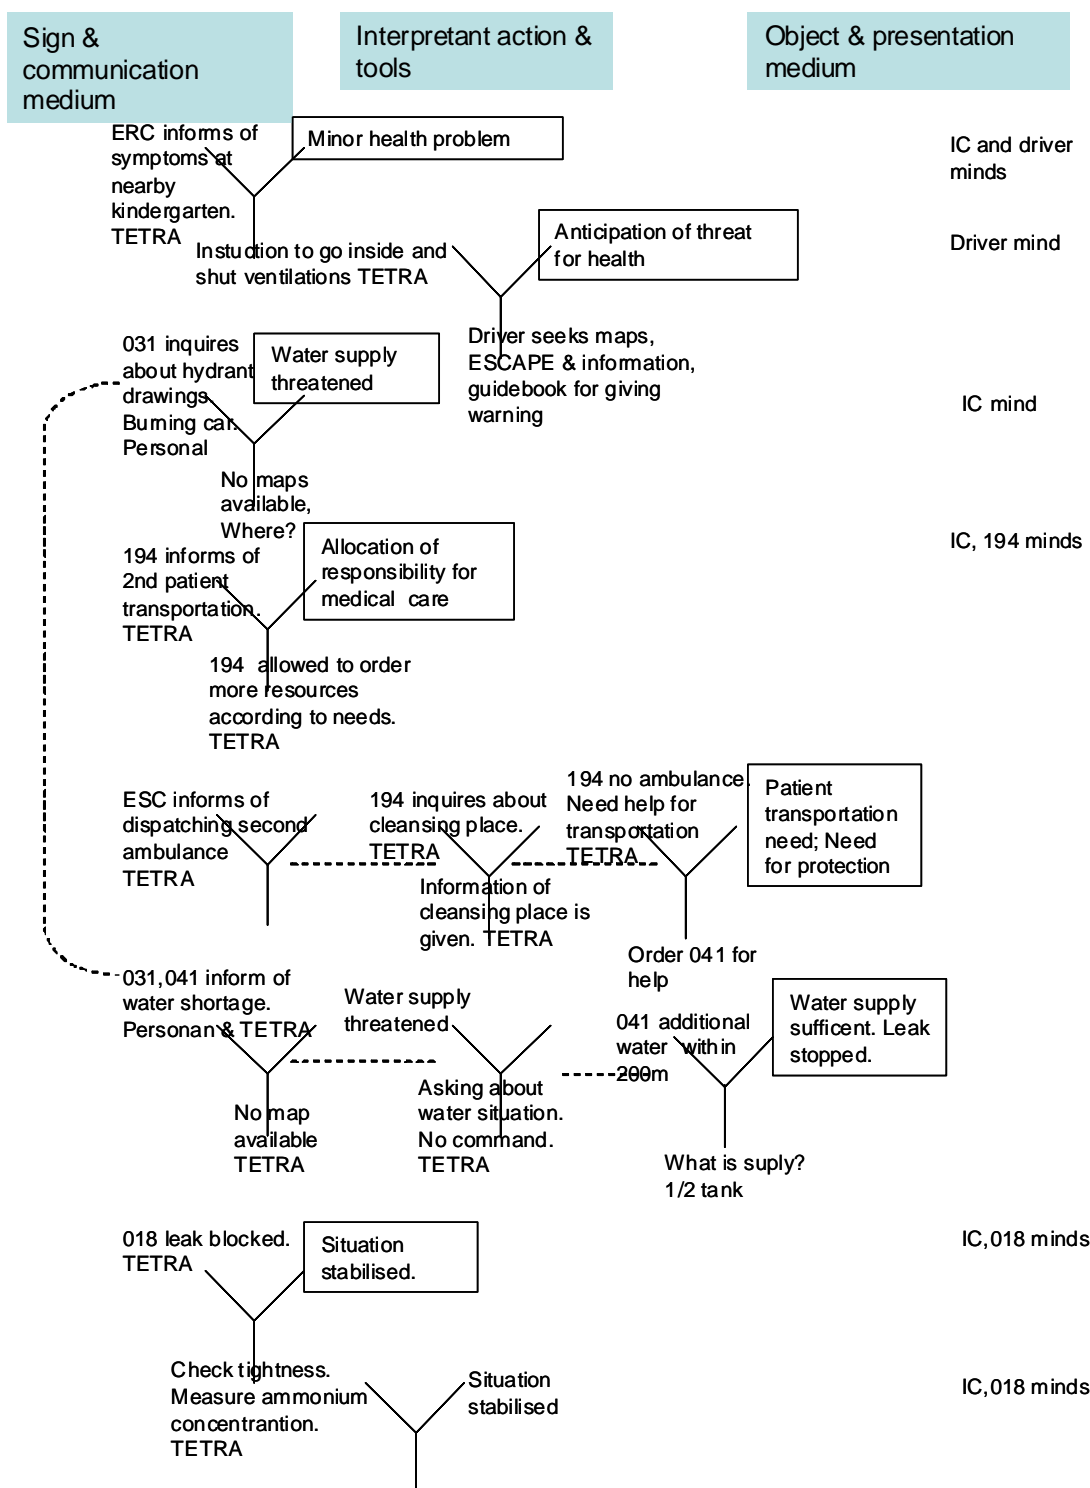 Sign &
communication
medium
Interpretant action &
tools
Object & presentation
medium
ERC informs of
symptoms at
nearby
kindergarten.
TETRA
Minor health problem
IC and driver
minds
Instuction to go inside and
shut ventilations TETRA
Anticipation of threat
for health
Driver mind
Driver seeks maps,
ESCAPE & information,
guidebook for giving
warning
031 inquires
about hydrant
drawings
Burning car.
Personal
Water supply
threatened
IC mind
No maps
available,
Where?
194 informs of
2nd patient
transportation.
TETRA
Allocation of
responsibility for
medical care
IC, 194 minds
194 allowed to order
more resources
according to needs.
TETRA
ESC informs of
dispatching second
ambulance
TETRA
194 inquires about
cleansing place.
TETRA
Information of
cleansing place is
given. TETRA
194 no ambulance.
Need help for
transportation
TETRA
Patient
transportation
need; Need
for protection
Order 041 for
help
031,041 inform of
water shortage.
Personan & TETRA
No map
available
TETRA
Water supply
threatened
Asking about
water situation.
No command.
TETRA
041 additional
water within
200m
Water supply
sufficent. Leak
stopped.
What is suply?
1/2 tank
018 leak blocked.
TETRA
Situation
stabilised.
IC,018 minds
Check tightness.
Measure ammonium
concentrantion.
TETRA
Situation
stabilised
IC,018 minds